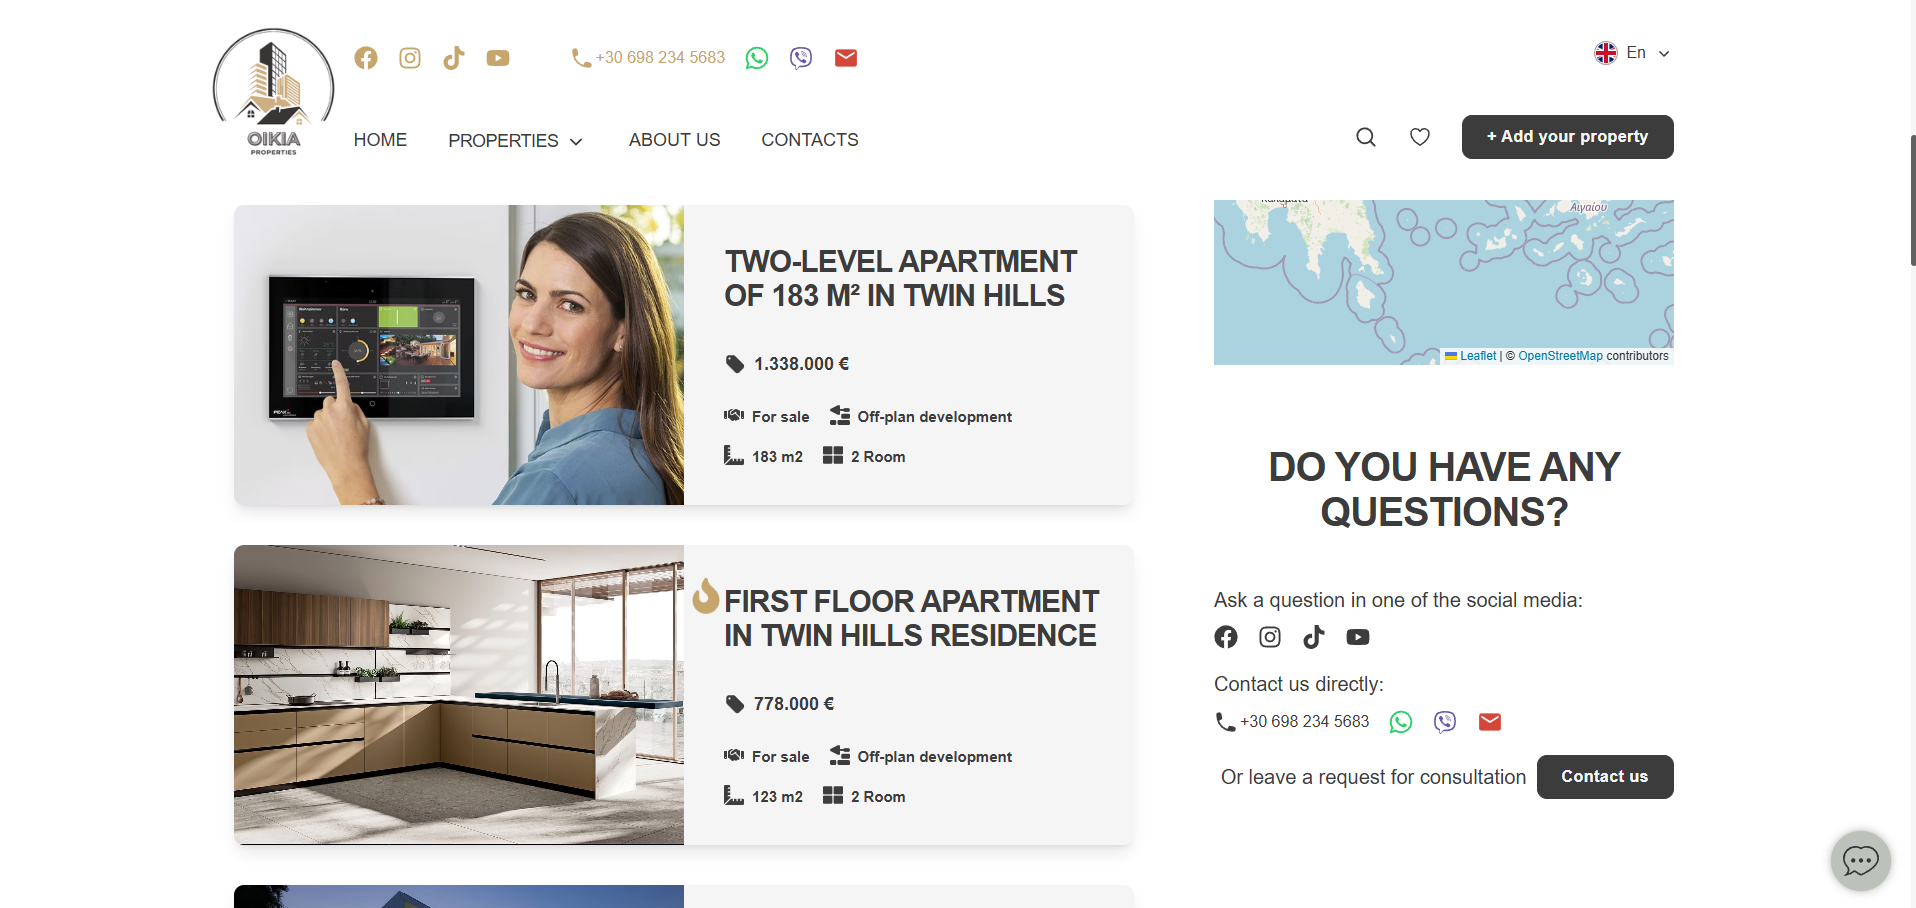 +30 698 234 5683
En
OIKIA
PROPERTIES
HOME
PROPERTIES
ABOUT US
CONTACTS
+ Add your property
TWO-LEVEL APARTMENT
OF 183 M² IN TWIN HILLS
1.338.000 €
For sale
Off-plan development
183 m2
2 Room
FIRST FLOOR APARTMENT
IN TWIN HILLS RESIDENCE
778.000 €
For sale
Off-plan development
123 m2
2 Room
Αιγαίου
Leaflet | © OpenStreetMap contributors
DO YOU HAVE ANY
QUESTIONS?
Ask a question in one of the social media:
Contact us directly:
+30 698 234 5683
Or leave a request for consultation
Contact us